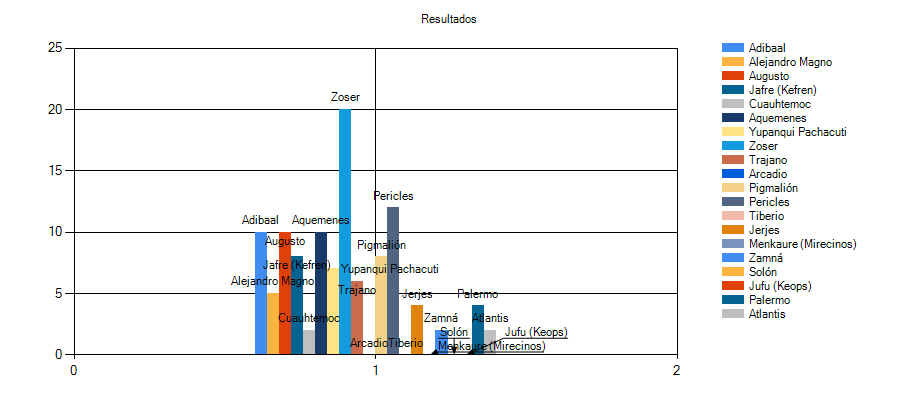 Resultados
25
20
15
10
5
0
0
1
2
Zoser
Pericles
Adibaal
Aquemenes
Augusto
Pigmalión
Jafre (Kefren)
Yupanqui Pachacuti
Alejandro Magno
Trajano
Jerjes
Palermo
Cuauhtemoc
Zamná
Atlantis
Solón
Jufu (Keops)
Arcadio
Tiberio
Menkaure (Mirecinos)
Adibaal
Alejandro Magno
Augusto
Jafre (Kefren)
Cuauhtemoc
Aquemenes
Yupanqui Pachacuti
Zoser
Trajano
Arcadio
Pigmalión
Pericles
Tiberio
Jerjes
Menkaure (Mirecinos)
Zamná
Solón
Jufu (Keops)
Palermo
Atlantis